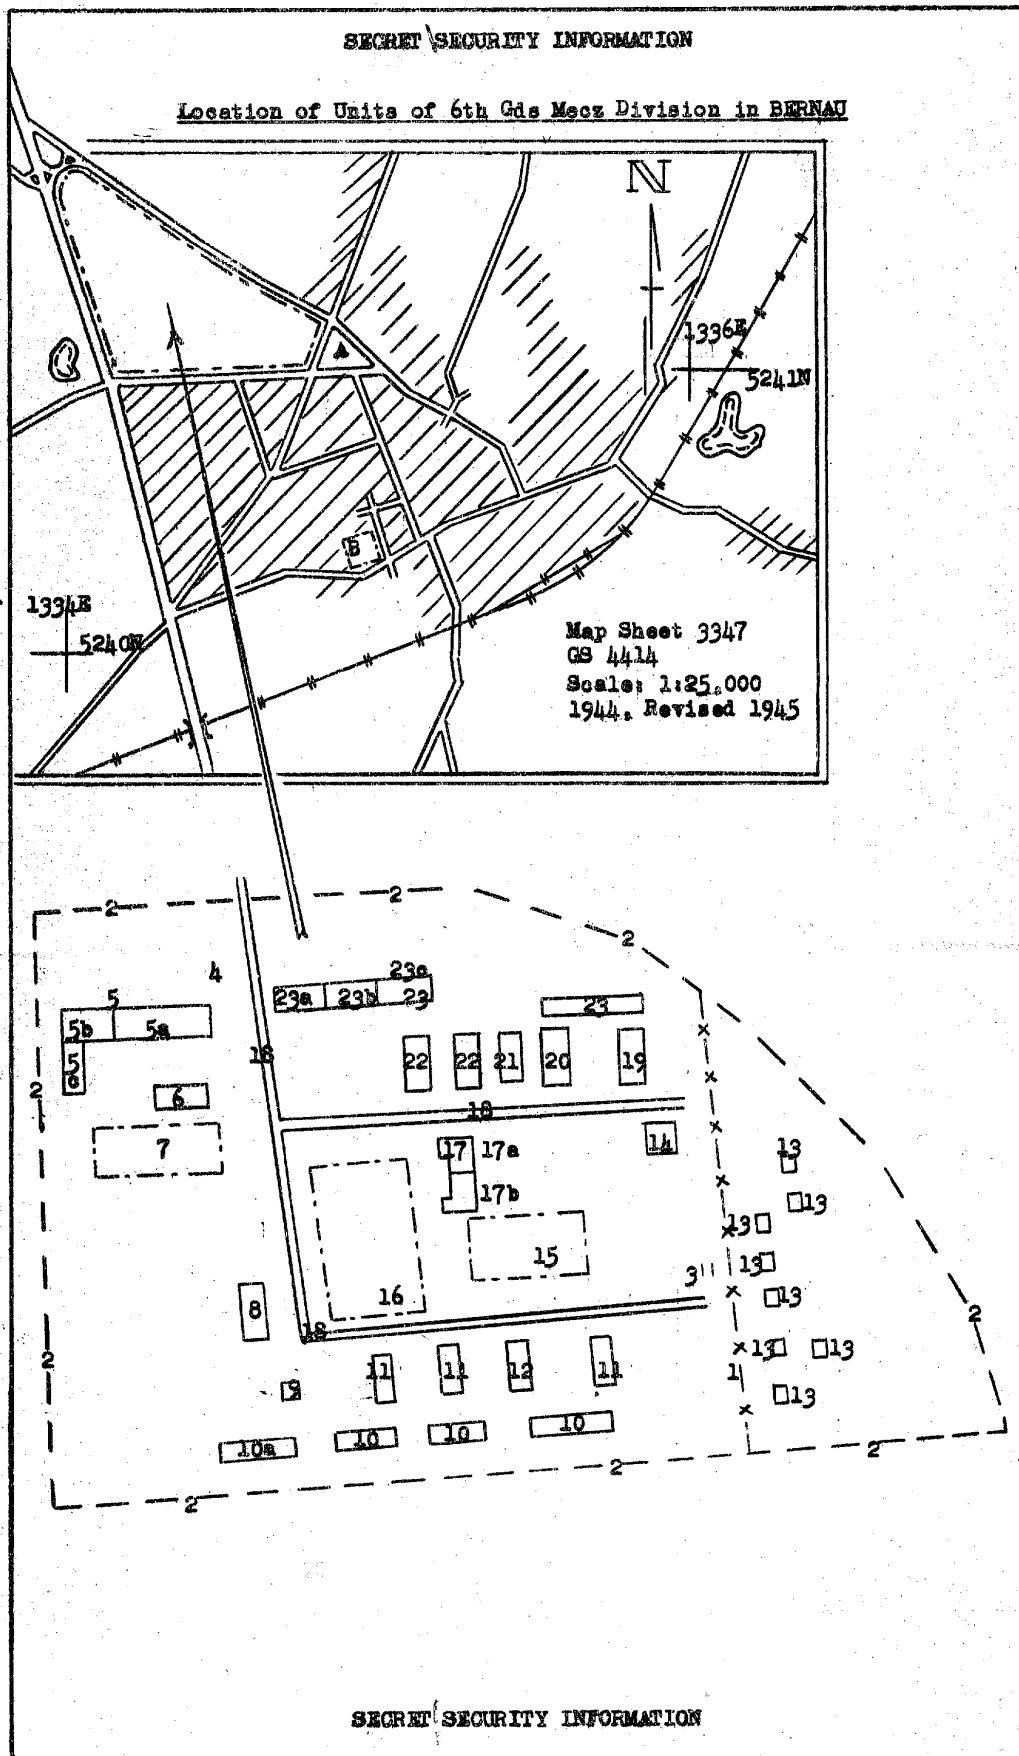 SECRET SECURITY INFORMATION
Location of Units of 6th Gds Mecz Division in BERNAU
N
A
A
1336E
5241N
B
1334E
5240N
Map Sheet 3347
GS 4414
Scale: 1:25,000
1944, Revised 1945
2
2
2
4
23c
5
23a 23b 23
23
5b 5a
18
5c
22 22 21 20 19
2
6
18
7
17 17a
14
13
17b
13
13
15
13
3
16
13
8
2
18
2
13 13
11 11 12 11
1
9
13
10a 10 10 10
2
2
2
SECRET SECURITY INFORMATION